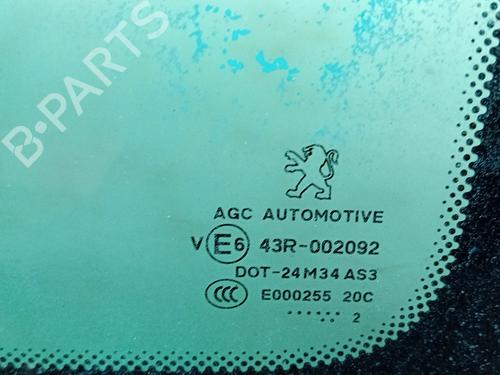 B-PARTS
AGC AUTOMOTIVE
V E6 43R-002092
DOT-24 M34 AS3
CCC E000255 20C
...... 2